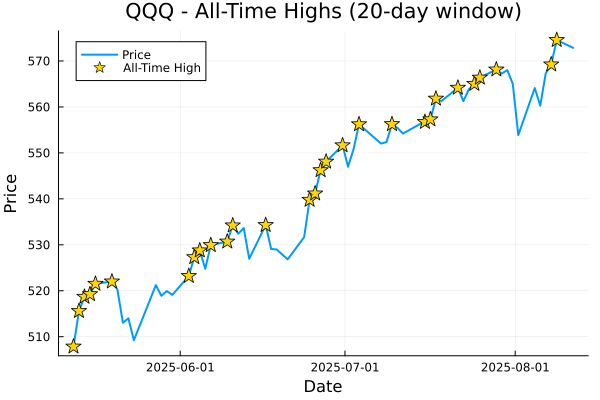 QQQ - All-Time Highs (20-day window)
Price
All-Time High
570
560
550
540
530
520
510
Price
2025-06-01
2025-07-01
2025-08-01
Date